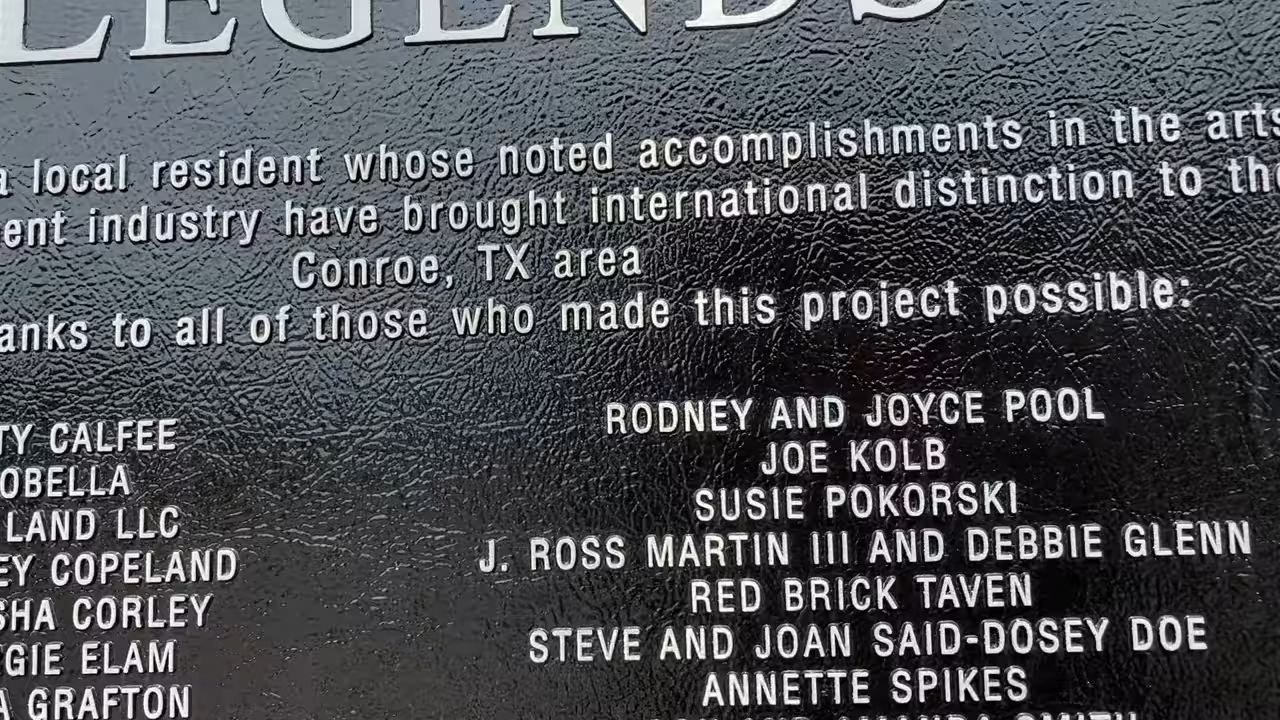 LEGENDS
a local resident whose noted accomplishments in the arts
ent industry have brought international distinction to the
Conroe, TX area
anks to all of those who made this project possible:
TY CALFEE
OBELLA
LAND LLC
EY COPELAND
SHA CORLEY
GIE ELAM
A GRAFTON
RODNEY AND JOYCE POOL
JOE KOLB
SUSIE POKORSKI
J. ROSS MARTIN III AND DEBBIE GLENN
RED BRICK TAVEN
STEVE AND JOAN SAID-DOSEY DOE
ANNETTE SPIKES